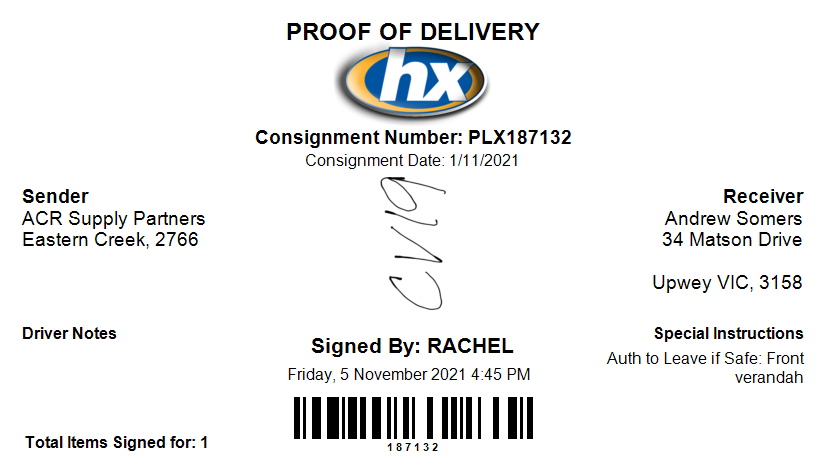 PROOF OF DELIVERY
hx
Consignment Number: PLX187132
Consignment Date: 1/11/2021
Sender
ACR Supply Partners
Eastern Creek, 2766
CV19
Receiver
Andrew Somers
34 Matson Drive
Upwey VIC, 3158
Driver Notes
Signed By: RACHEL
Friday, 5 November 2021 4:45 PM
Special Instructions
Auth to Leave if Safe: Front
verandah
187132
Total Items Signed for: 1